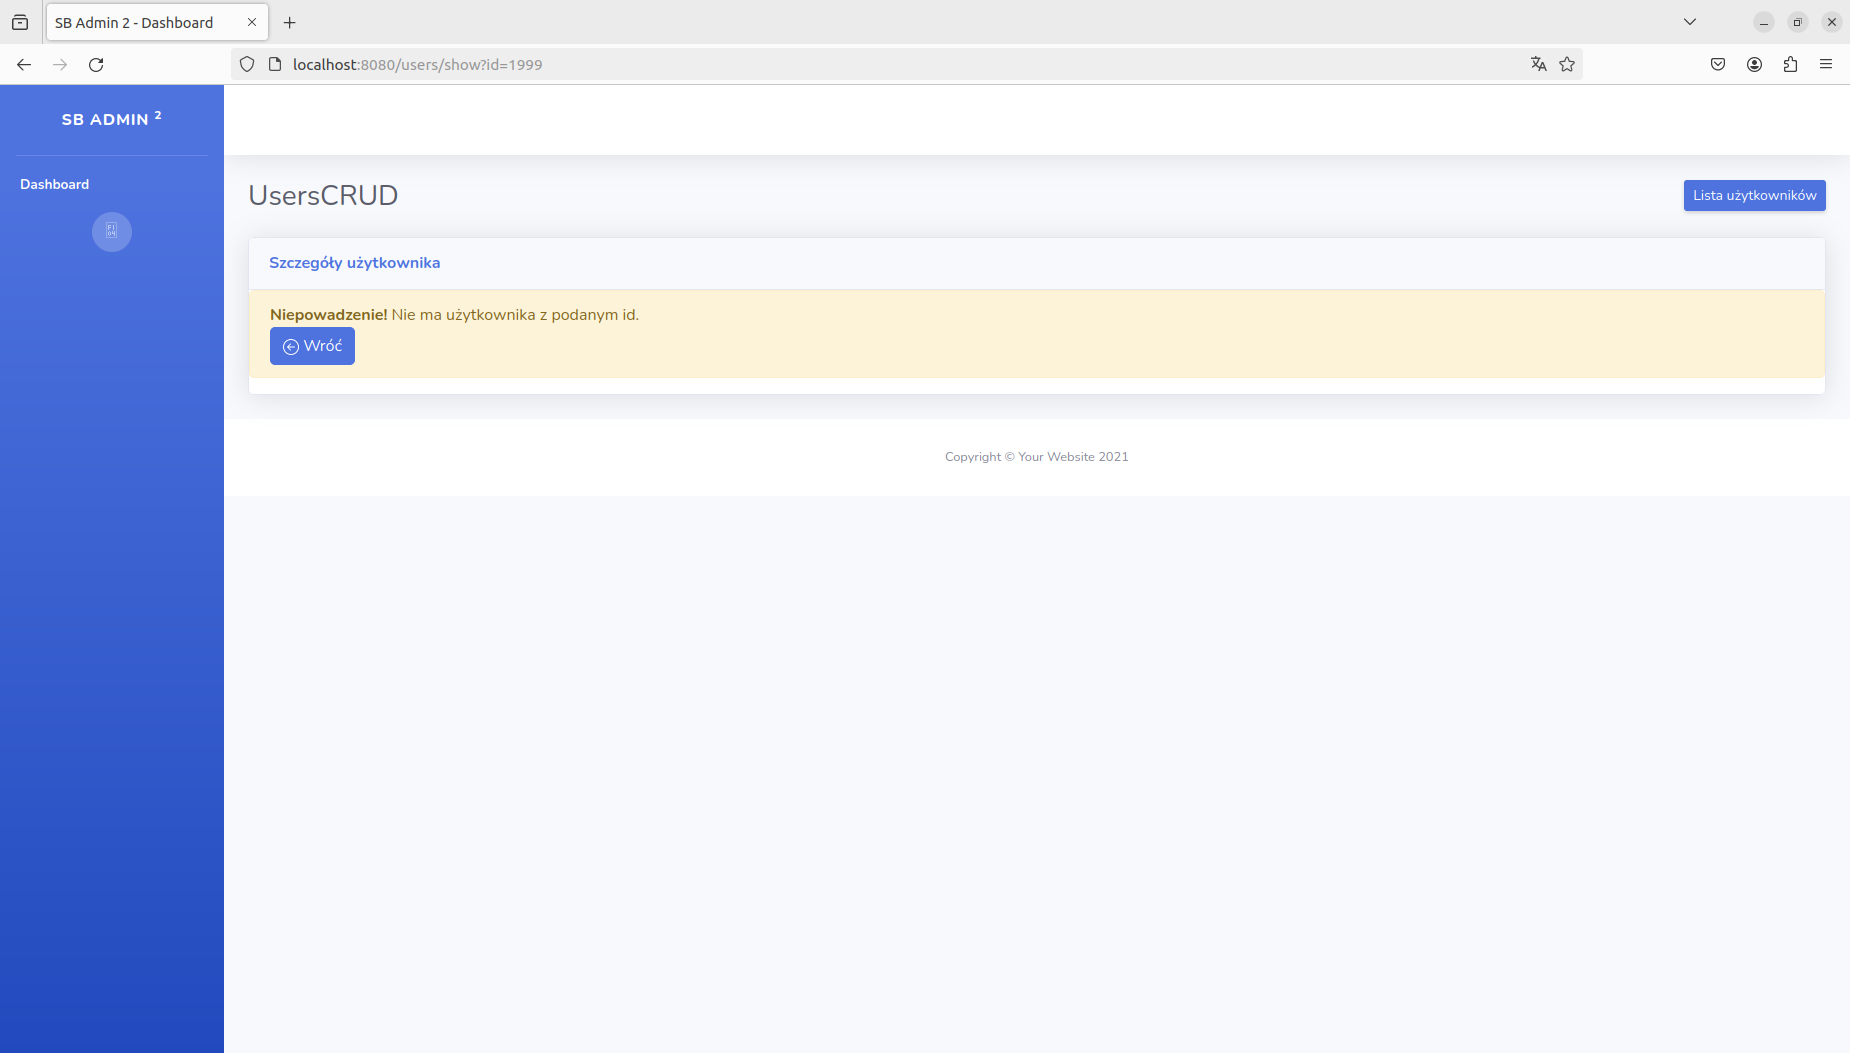 SB Admin 2 - Dashboard
localhost:8080/users/show?id=1999
SB ADMIN 2
Dashboard
UsersCRUD
Lista użytkowników
Szczegóły użytkownika
Niepowadzenie! Nie ma użytkownika z podanym id.
Wróć
Copyright © Your Website 2021